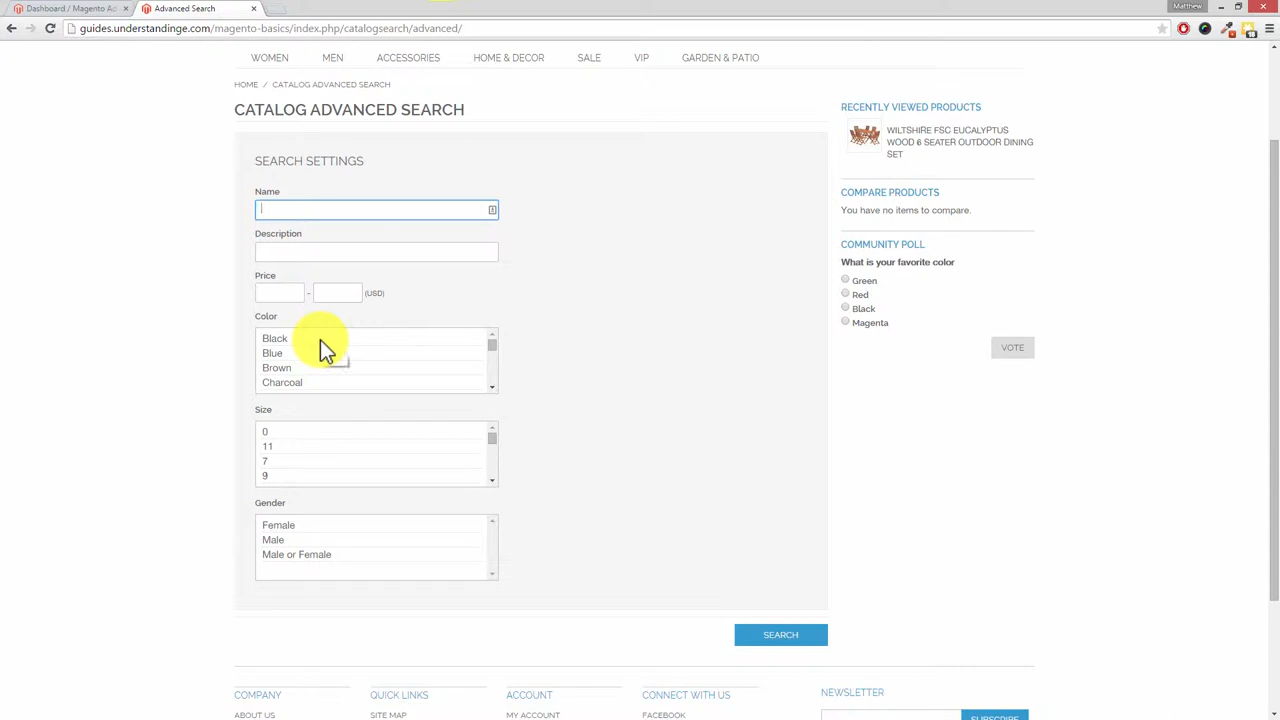 Dashboard / Magento Ad
Advanced Search
Matthew
guides.understandinge.com/magento-basics/index.php/catalogsearch/advanced/
WOMEN MEN ACCESSORIES HOME & DECOR SALE VIP GARDEN & PATIO
HOME / CATALOG ADVANCED SEARCH
CATALOG ADVANCED SEARCH
SEARCH SETTINGS
Name
Description
Price
- (USD)
Color
Black
Blue
Brown
Charcoal
Size
0
11
7
9
Gender
Female
Male
Male or Female
SEARCH
RECENTLY VIEWED PRODUCTS
WILTSHIRE FSC EUCALYPTUS
WOOD 6 SEATER OUTDOOR DINING
SET
COMPARE PRODUCTS
You have no items to compare.
COMMUNITY POLL
What is your favorite color
Green
Red
Black
Magenta
VOTE
COMPANY QUICK LINKS ACCOUNT CONNECT WITH US NEWSLETTER
ABOUT US SITE MAP MY ACCOUNT FACEBOOK SUBSCRIBE